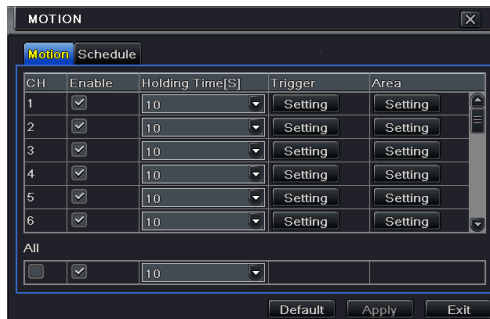 MOTION
Motion Schedule
CH Enable Holding Time[S] Trigger Area
1 10 Setting Setting
2 10 Setting Setting
3 10 Setting Setting
4 10 Setting Setting
5 10 Setting Setting
6 10 Setting Setting
All
10
Default Apply Exit